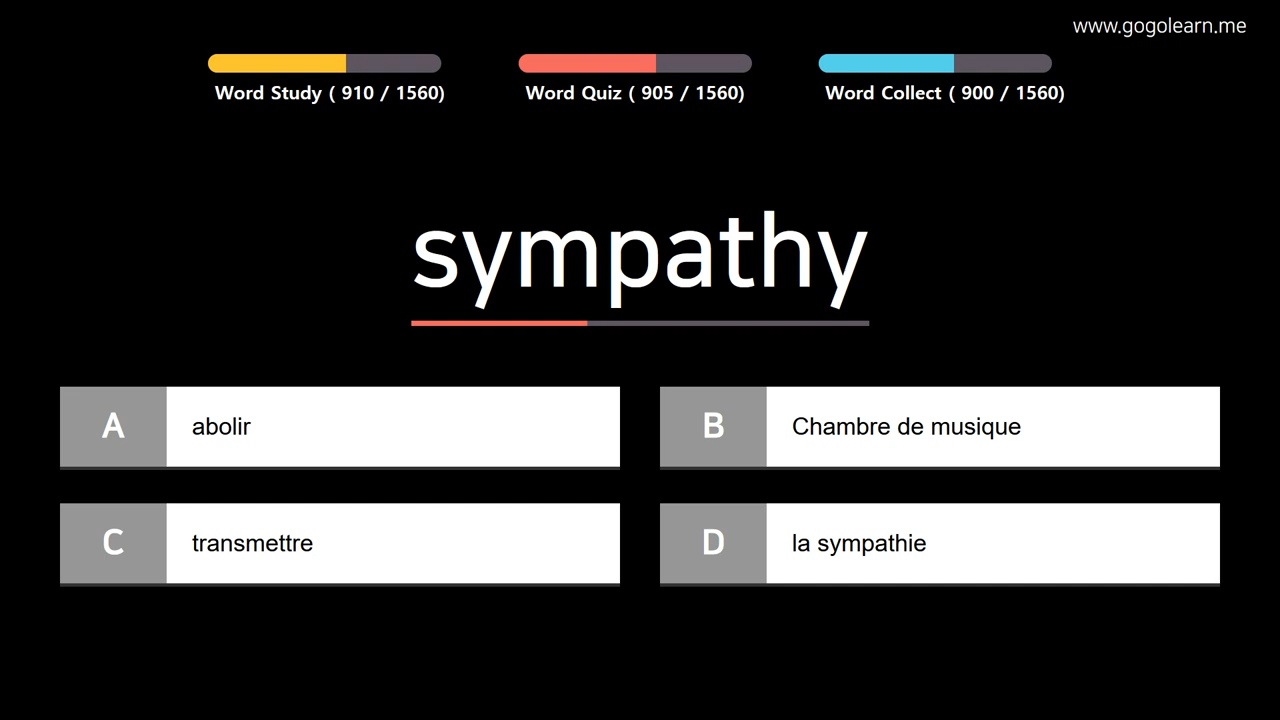 www.gogolearn.me
Word Study ( 910 / 1560)
Word Quiz ( 905 / 1560)
Word Collect ( 900 / 1560)
sympathy
A
abolir
B
Chambre de musique
C
transmettre
D
la sympathie